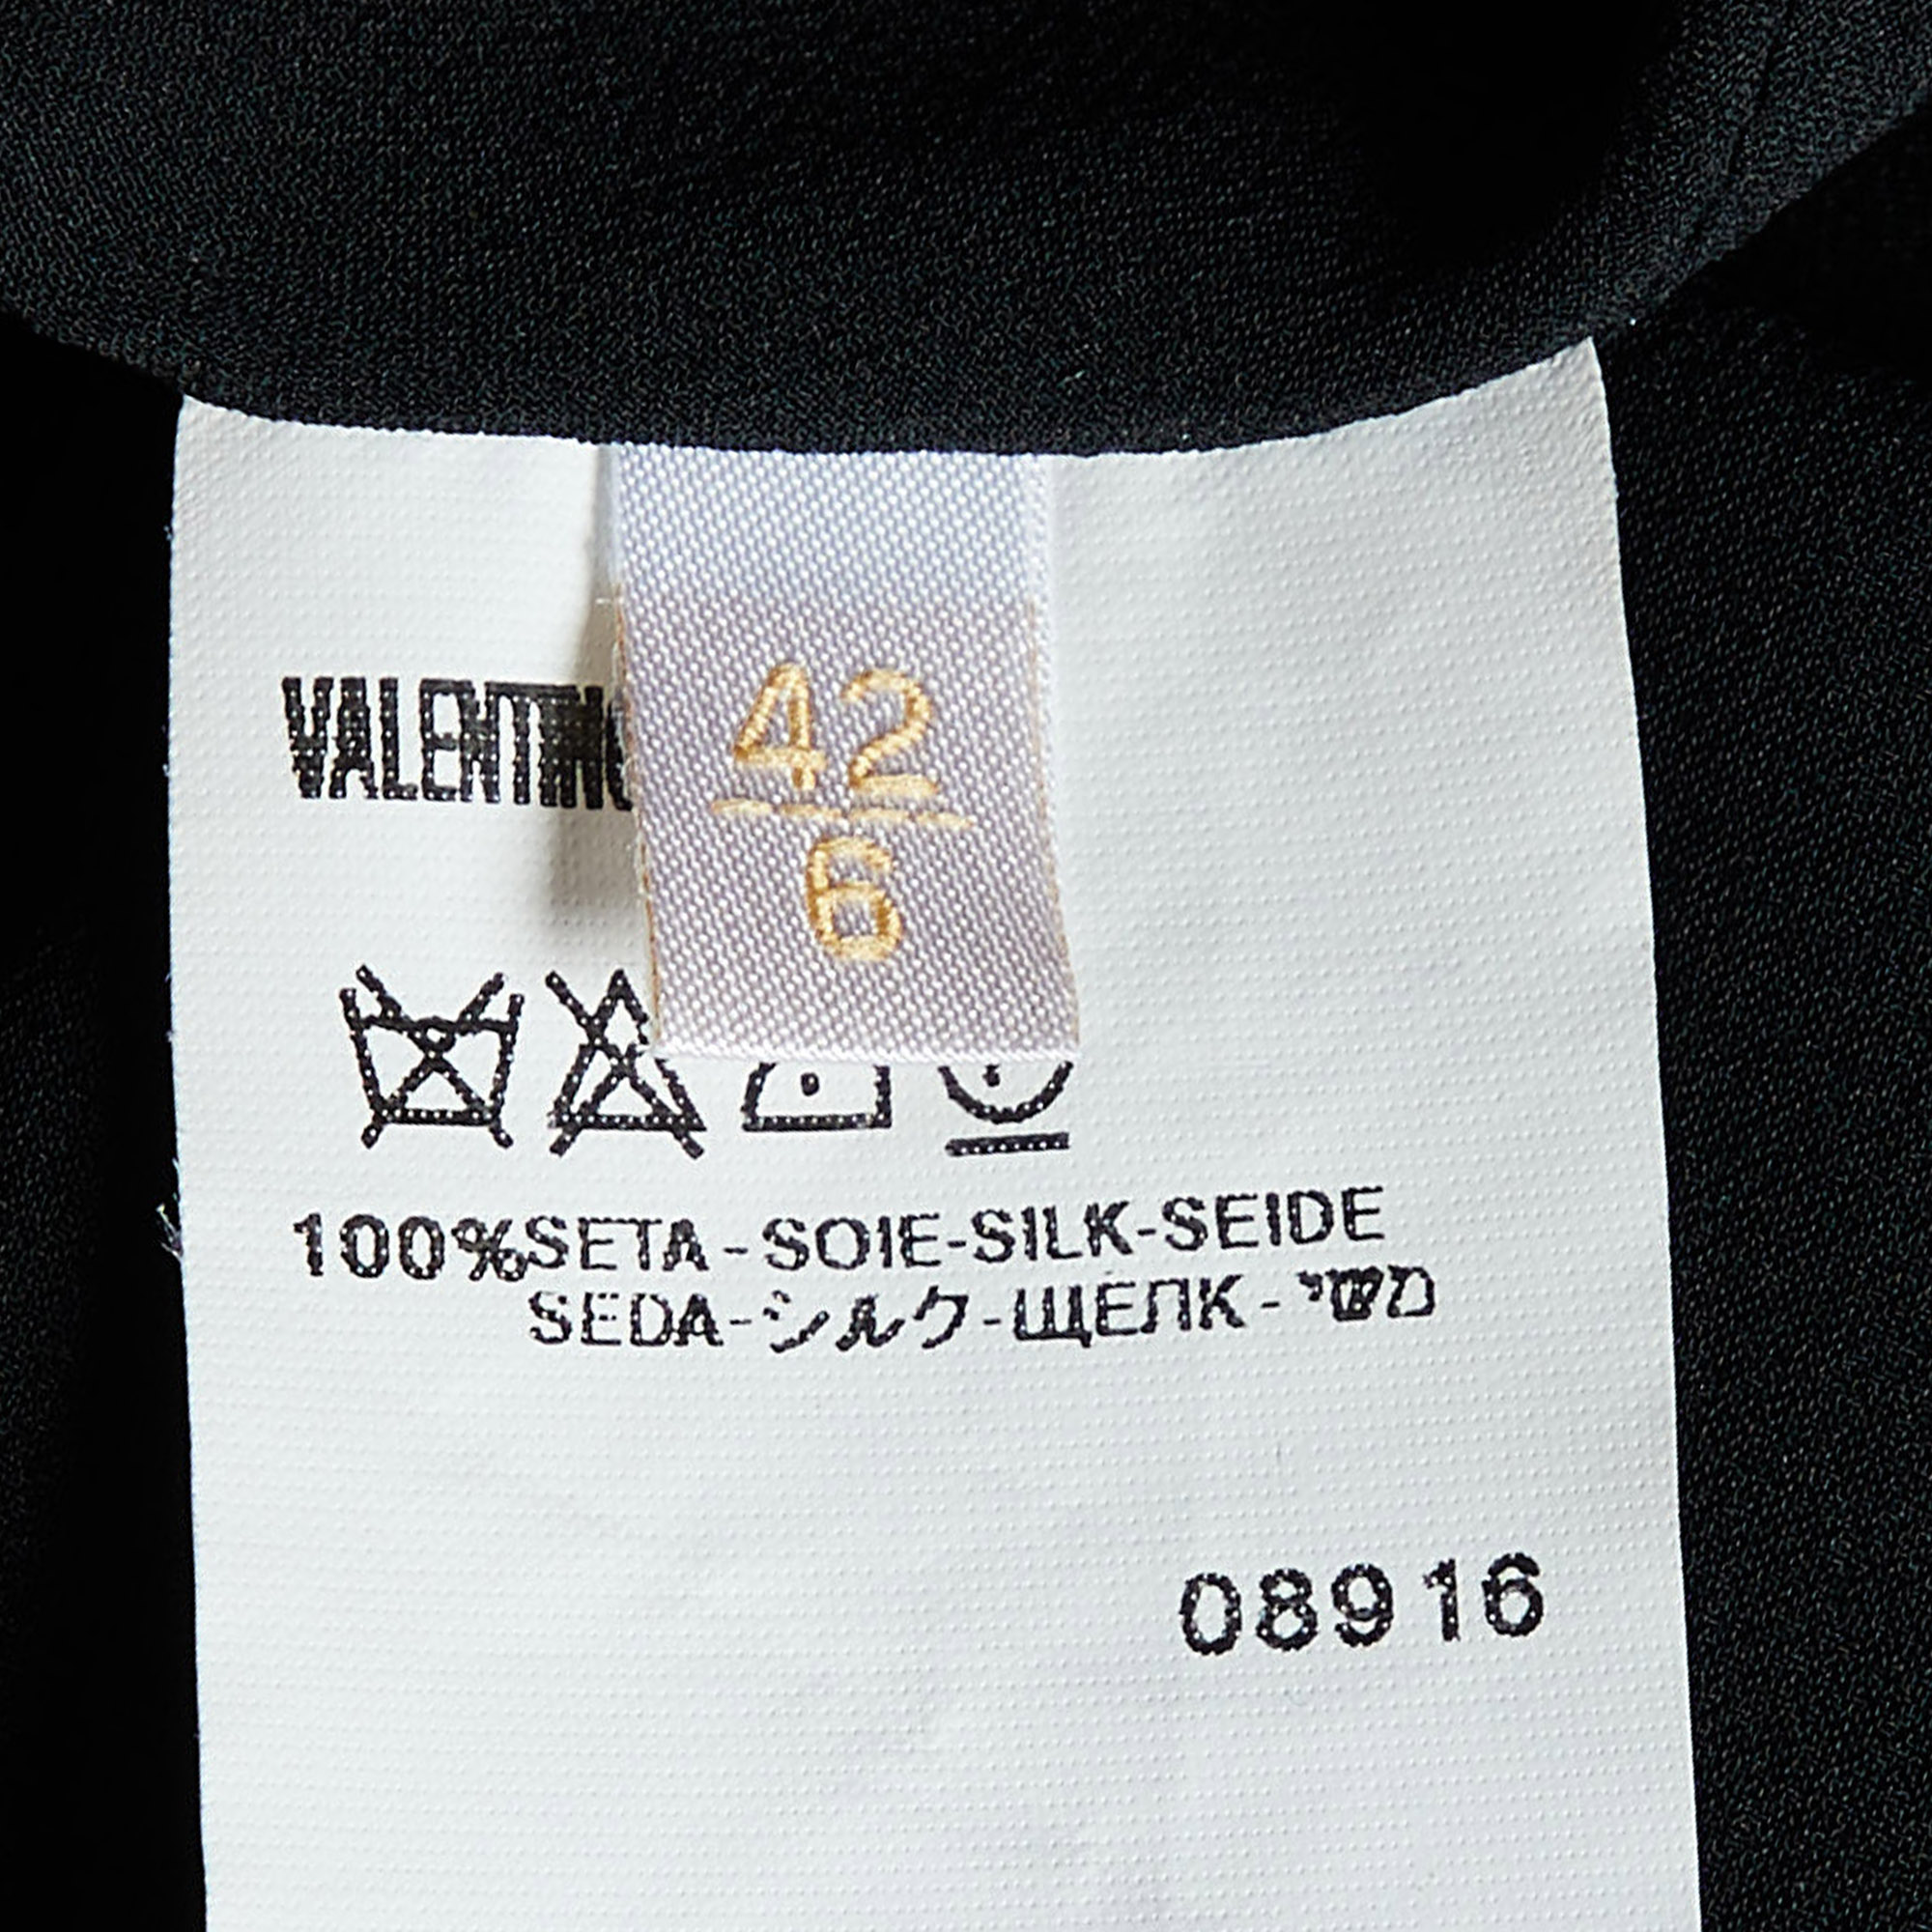 VALENTINO
42
6
100% SETA-SOIE-SILK-SEIDE
SEDA-シルク-ЩЕЛК-משי
08916